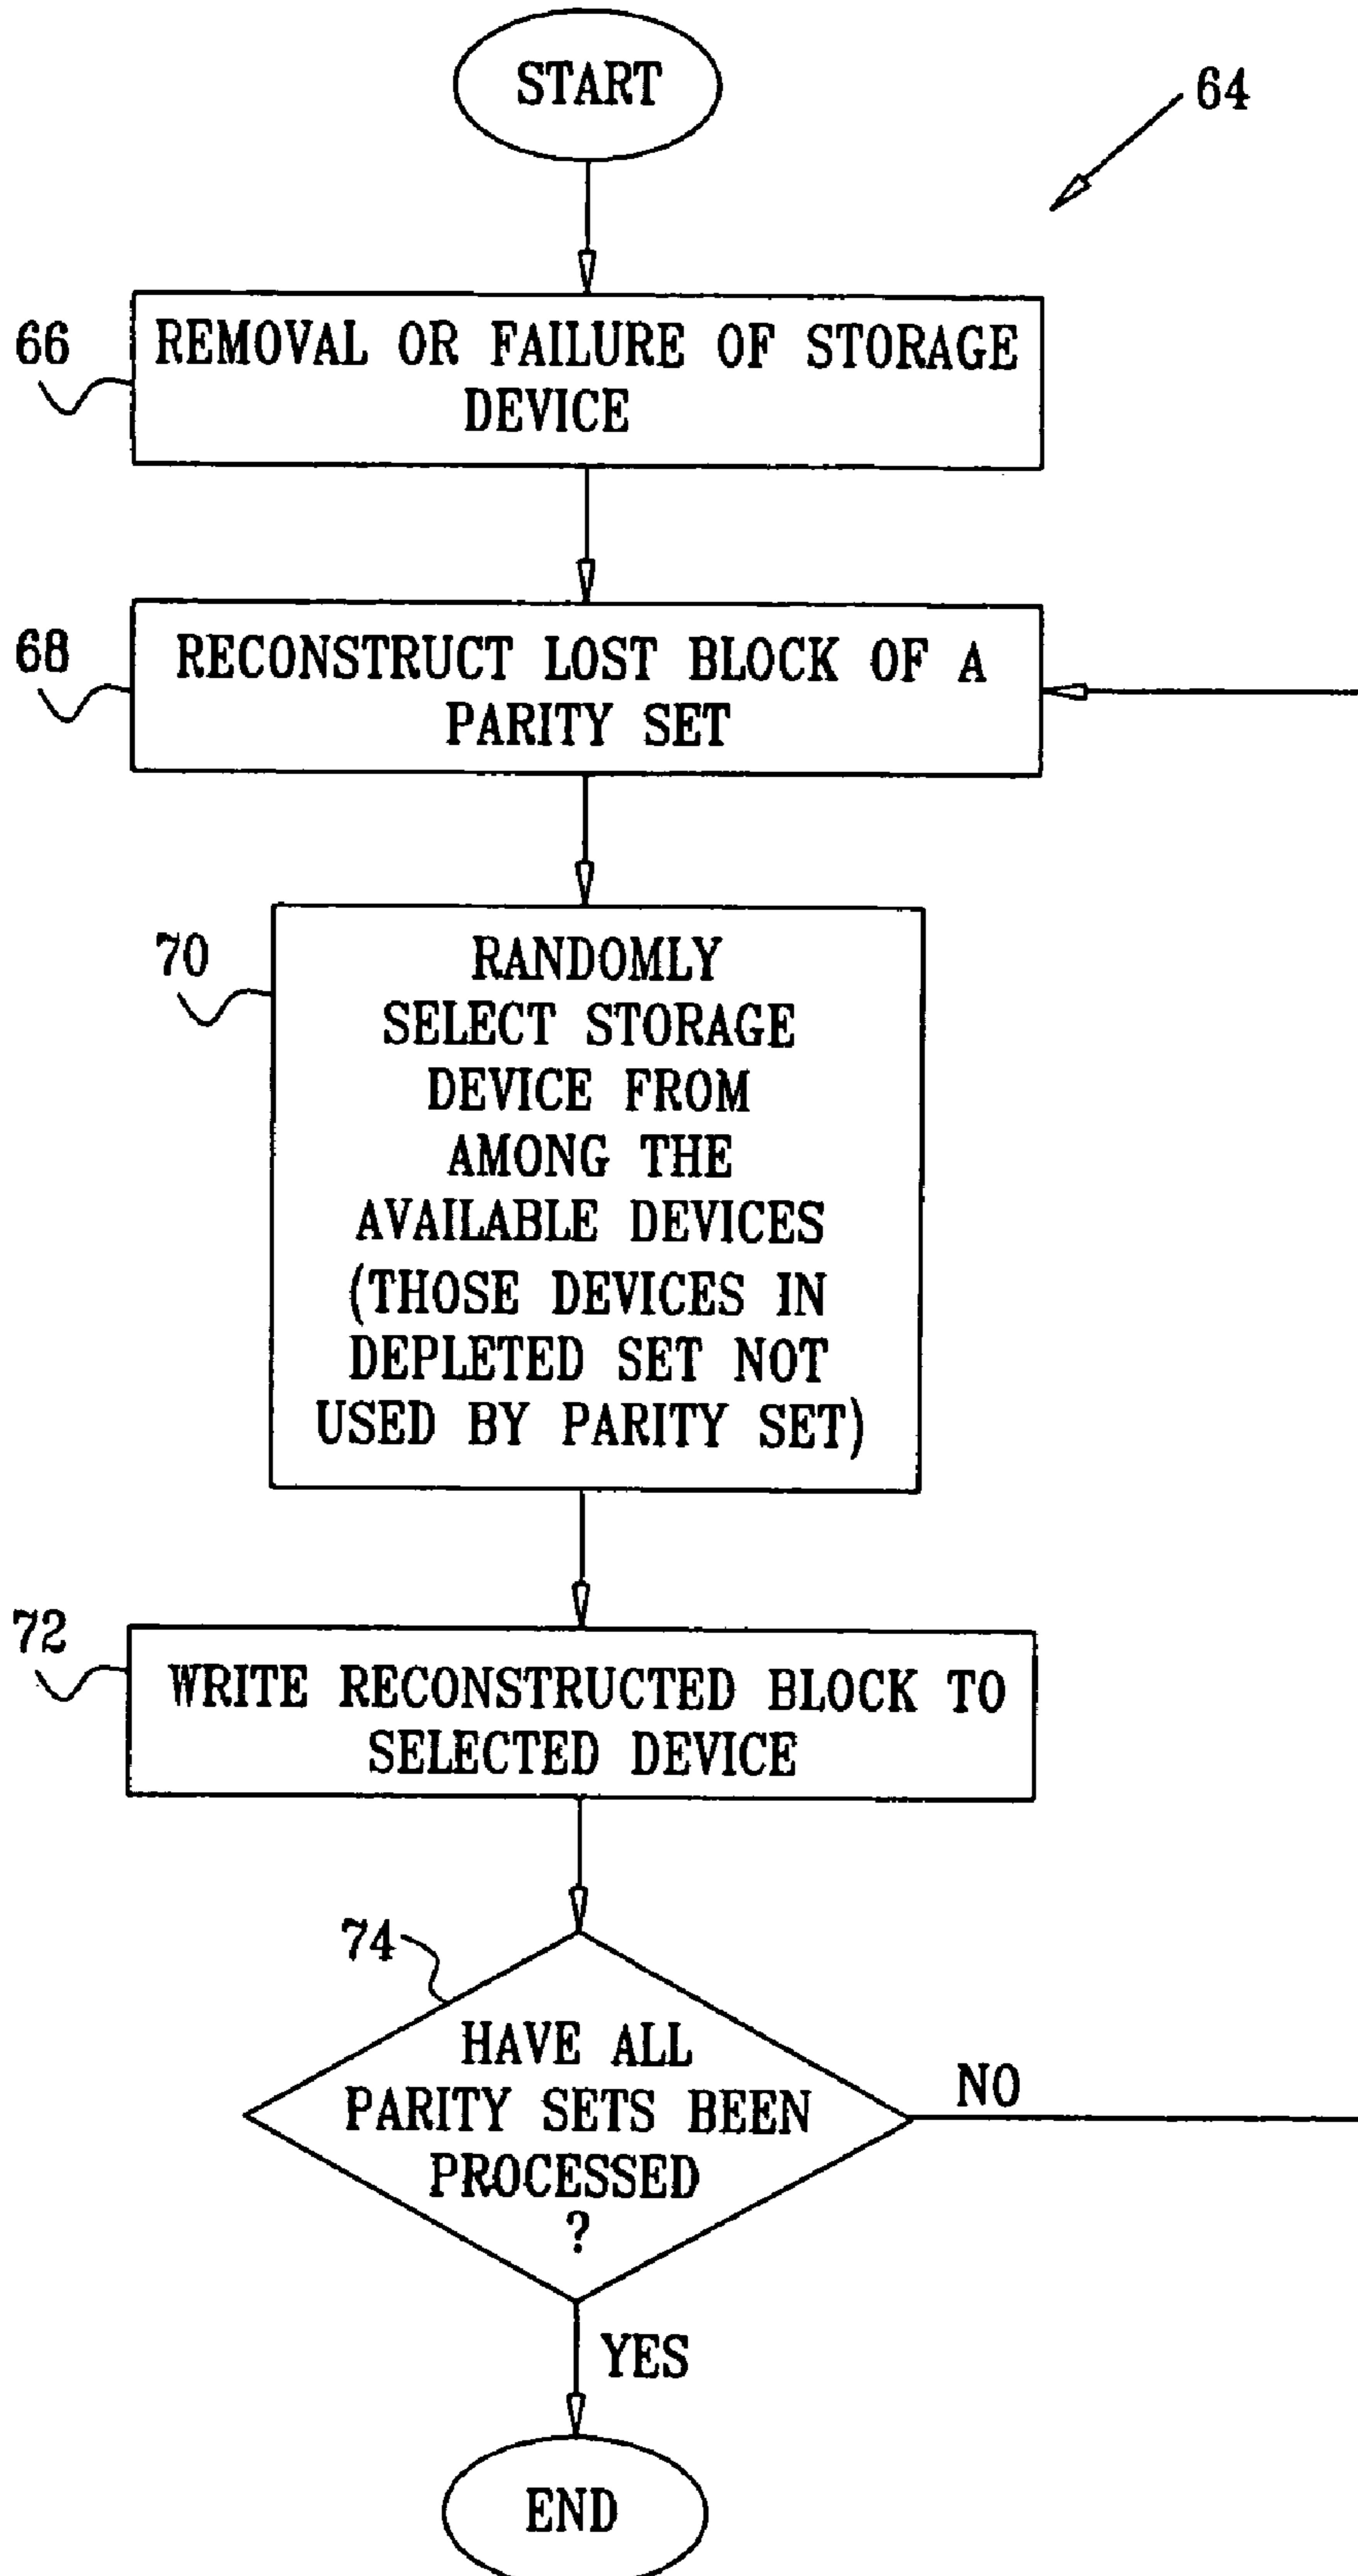 START
64
66
REMOVAL OR FAILURE OF STORAGE
DEVICE
68
RECONSTRUCT LOST BLOCK OF A
PARITY SET
70
RANDOMLY
SELECT STORAGE
DEVICE FROM
AMONG THE
AVAILABLE DEVICES
(THOSE DEVICES IN
DEPLETED SET NOT
USED BY PARITY SET)
72
WRITE RECONSTRUCTED BLOCK TO
SELECTED DEVICE
74
HAVE ALL
PARITY SETS BEEN
PROCESSED
?
NO
YES
END